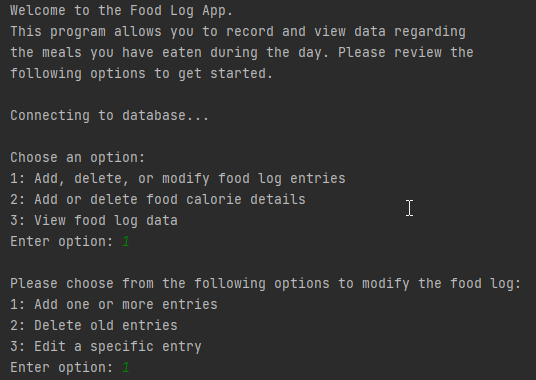 Welcome to the Food Log App.
This program allows you to record and view data regarding
the meals you have eaten during the day. Please review the
following options to get started.
Connecting to database...
Choose an option:
1: Add, delete, or modify food log entries
2: Add or delete food calorie details
3: View food log data
Enter option: 1
Please choose from the following options to modify the food log:
1: Add one or more entries
2: Delete old entries
3: Edit a specific entry
Enter option: 1